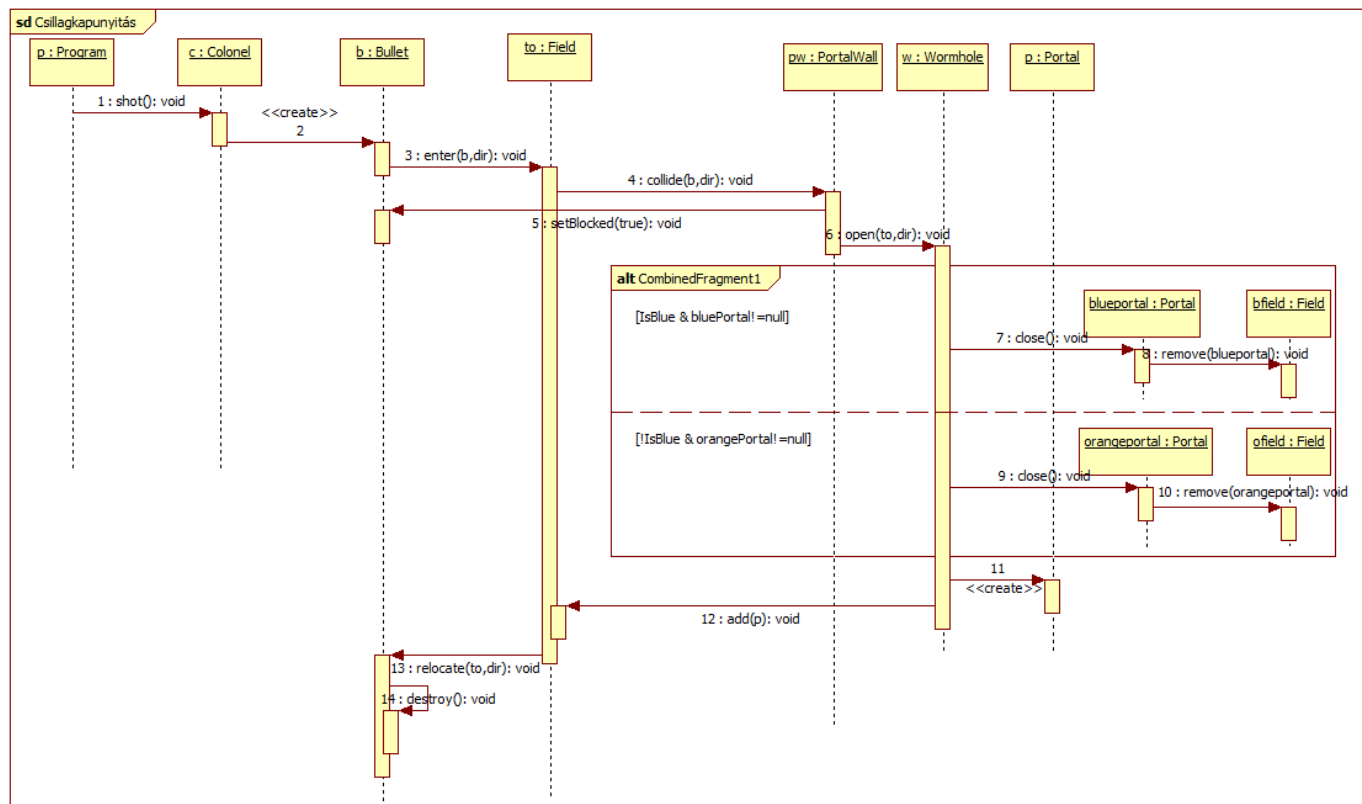 sd Csillagkapunyitás
p : Program
c : Colonel
b : Bullet
to : Field
pw : PortalWall
w : Wormhole
p : Portal
1 : shot(): void
<<create>>
2
3 : enter(b,dir): void
4 : collide(b,dir): void
5 : setBlocked(true): void
6 : open(to,dir): void
alt CombinedFragment1
[IsBlue & bluePortal!=null]
blueportal : Portal
bfield : Field
7 : close(): void
8 : remove(blueportal): void
[!IsBlue & orangePortal!=null]
orangeportal : Portal
ofield : Field
9 : close(): void
10 : remove(orangeportal): void
11
<<create>>
12 : add(p): void
13 : relocate(to,dir): void
14 : destroy(): void